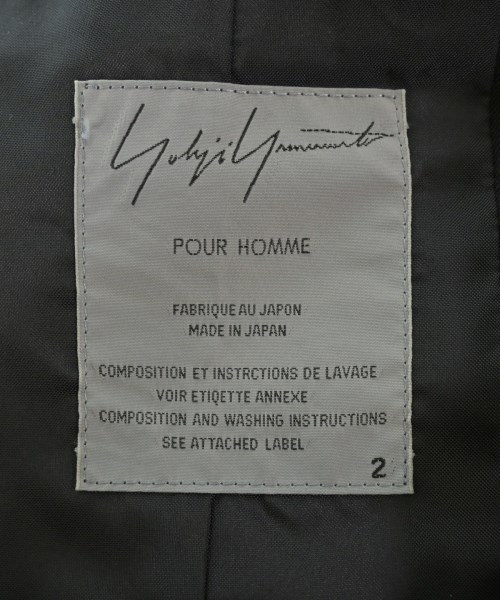 Yohji Yamamoto
POUR HOMME
FABRIQUE AU JAPON
MADE IN JAPAN
COMPOSITION ET INSTRCTIONS DE LAVAGE
VOIR ETIQETTE ANNEXE
COMPOSITION AND WASHING INSTRUCTIONS
SEE ATTACHED LABEL
2